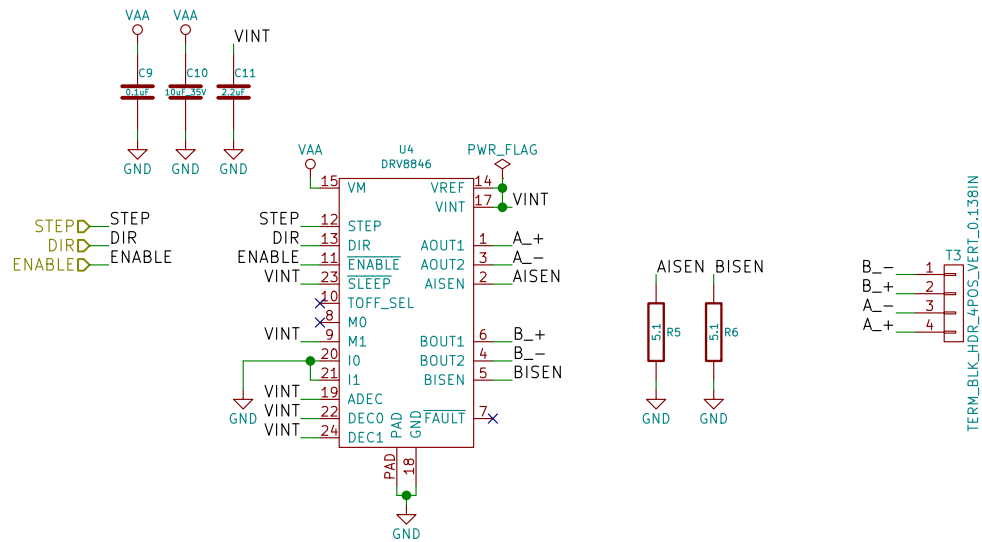 VAA
VAA
VINT
C9
0.1uF
C10
10uF_35V
C11
2.2uF
GND
GND
GND
STEP
STEP
DIR
DIR
ENABLE
ENABLE
U4
DRV8846
VAA
PWR_FLAG
15
VM
VREF
14
VINT
17
VINT
STEP
12
STEP
DIR
13
DIR
AOUT1
1
A_+
ENABLE
11
ENABLE
AOUT2
3
A_-
VINT
23
SLEEP
AISEN
2
AISEN
10
TOFF_SEL
8
M0
VINT
9
M1
BOUT1
6
B_+
20
I0
BOUT2
4
B_-
21
I1
BISEN
5
BISEN
VINT
19
ADEC
VINT
22
DEC0
FAULT
7
VINT
24
DEC1
PAD
GND
PAD
18
GND
GND
AISEN
BISEN
5.1
R5
5.1
R6
GND
GND
T3
B_-
1
B_+
2
A_-
3
A_+
4
TERM_BLK_HDR_4POS_VERT_0.138IN